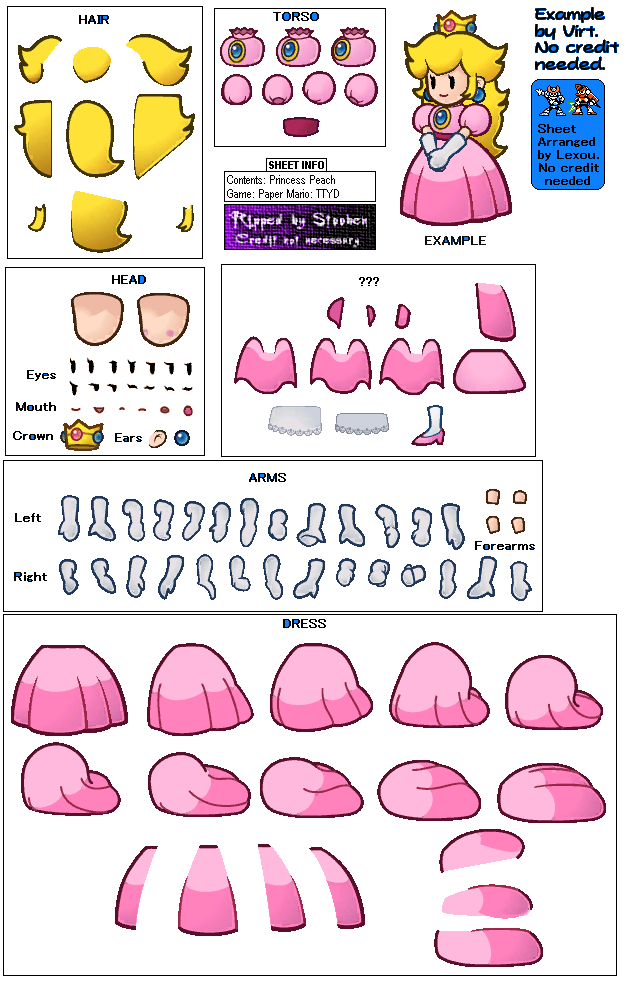 HAIR
TORSO
Example
by Virt.
No credit
needed.
Sheet
Arranged
by Lexou.
No credit
needed
SHEET INFO
Contents: Princess Peach
Game: Paper Mario: TTYD
Ripped by Stooben
Credit not necessary
EXAMPLE
HEAD
Eyes
Mouth
Crown
Ears
???
ARMS
Left
Forearms
Right
DRESS